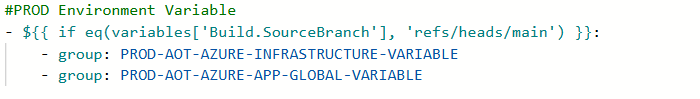 #PROD Environment Variable
- ${{ if eq(variables['Build.SourceBranch'], 'refs/heads/main') }}:
    - group: PROD-AOT-AZURE-INFRASTRUCTURE-VARIABLE
    - group: PROD-AOT-AZURE-APP-GLOBAL-VARIABLE